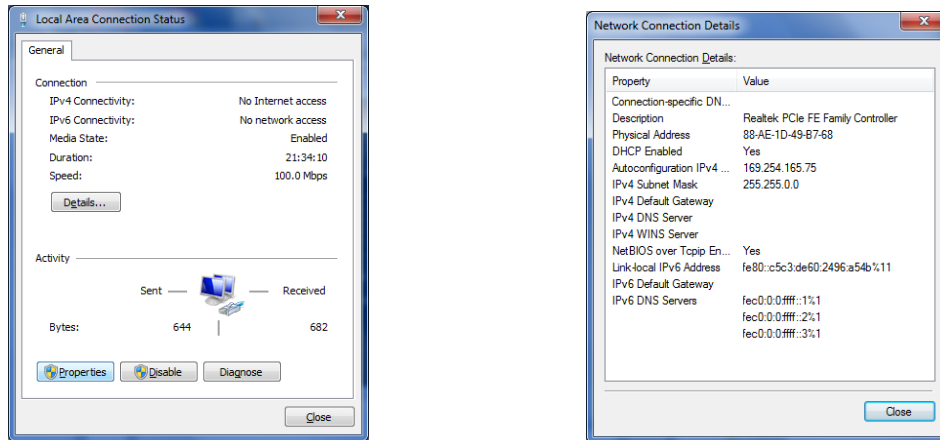 Local Area Connection Status
General
Connection
IPv4 Connectivity: No Internet access
IPv6 Connectivity: No network access
Media State: Enabled
Duration: 21:34:10
Speed: 100.0 Mbps
Details...
Activity
Sent Received
Bytes: 644 682
Properties Disable Diagnose
Close
Network Connection Details
Network Connection Details:
Property Value
Connection-specific DN...
Description Realtek PCIe FE Family Controller
Physical Address 88-AE-1D-49-B7-68
DHCP Enabled Yes
Autoconfiguration IPv4 ... 169.254.165.75
IPv4 Subnet Mask 255.255.0.0
IPv4 Default Gateway
IPv4 DNS Server
IPv4 WINS Server
NetBIOS over Tcpip En... Yes
Link-local IPv6 Address fe80::c5c3:de60:2496:a54b%11
IPv6 Default Gateway
IPv6 DNS Servers fec0:0:0:ffff::1%1
fec0:0:0:ffff::2%1
fec0:0:0:ffff::3%1
Close